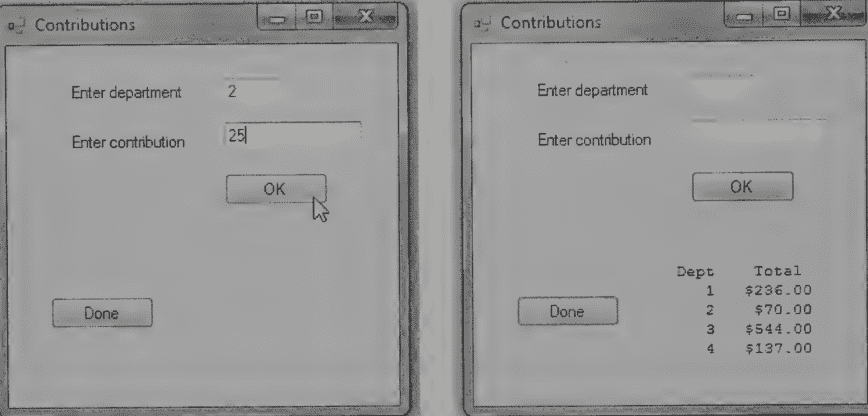 Contributions
Enter department 2
Enter contribution 25
OK
Done
Contributions
Enter department
Enter contribution
OK
Dept Total
1 $236.00
2 $70.00
3 $544.00
4 $137.00
Done